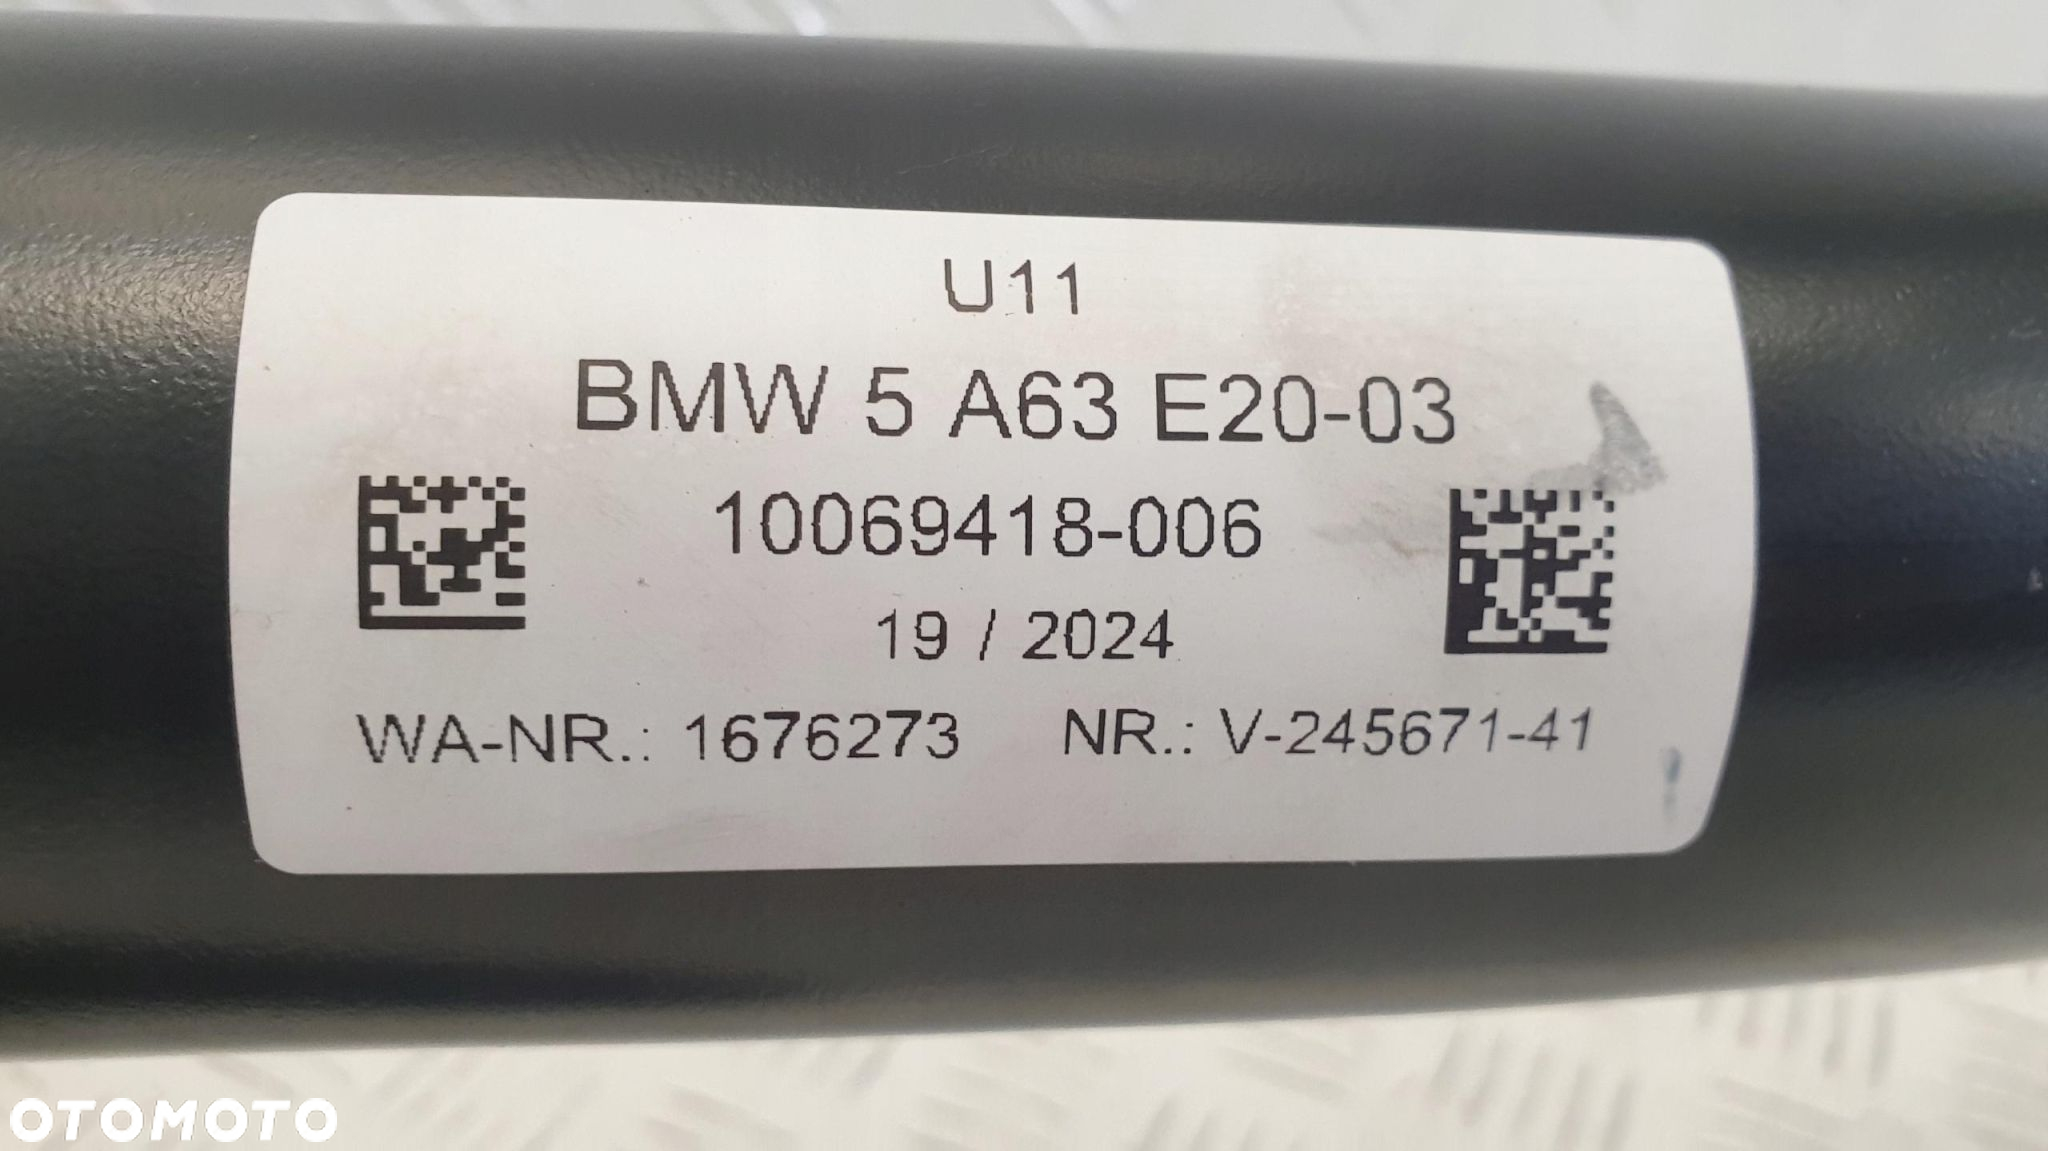 U11
BMW 5 A63 E20-03
10069418-006
19 / 2024
WA-NR.: 1676273 NR.: V-245671-41
OTOMOTO